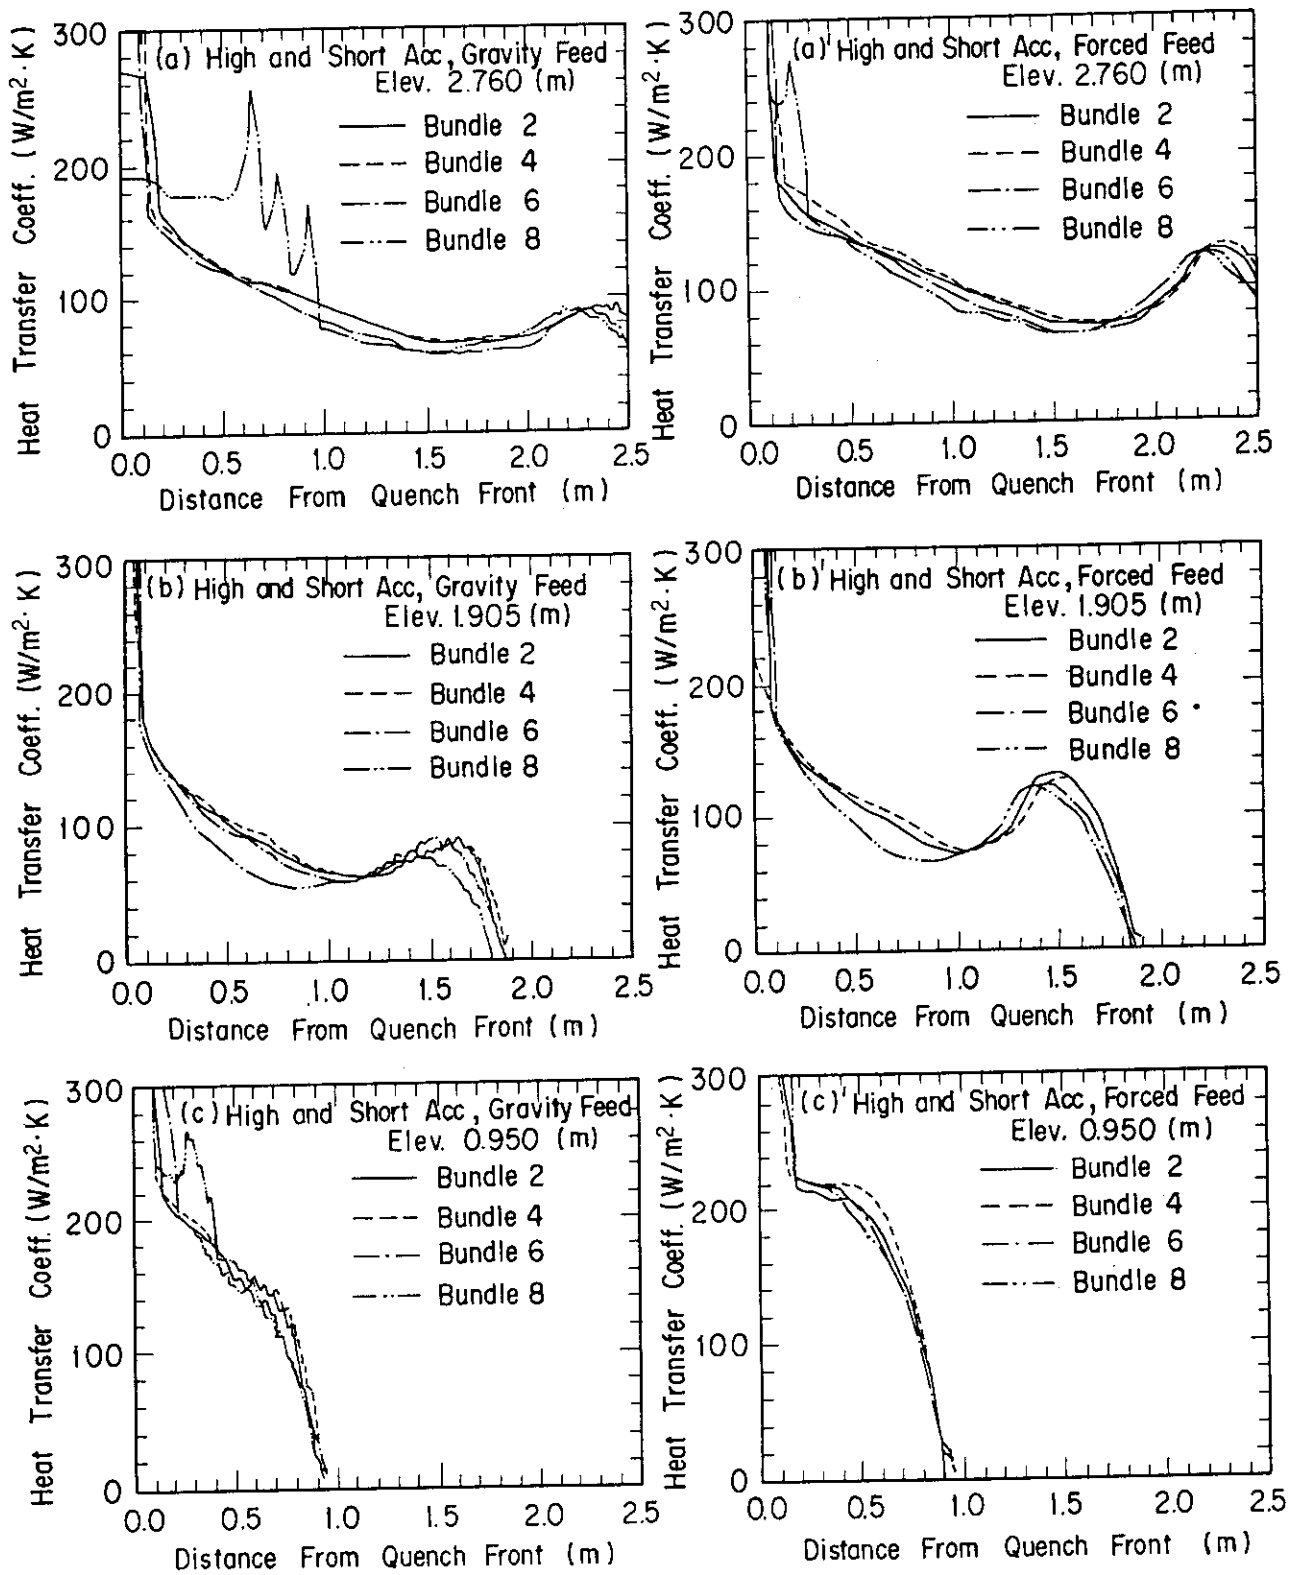 Heat Transfer Coeff. (W/m²·K)
300
200
100
0
(a) High and Short Acc, Gravity Feed
Elev. 2.760 (m)
Bundle 2
Bundle 4
Bundle 6
Bundle 8
0.0 0.5 1.0 1.5 2.0 2.5
Distance From Quench Front (m)
Heat Transfer Coeff. (W/m²·K)
300
200
100
0
(a) High and Short Acc, Forced Feed
Elev. 2.760 (m)
Bundle 2
Bundle 4
Bundle 6
Bundle 8
0.0 0.5 1.0 1.5 2.0 2.5
Distance From Quench Front (m)
Heat Transfer Coeff. (W/m²·K)
300
200
100
0
(b) High and Short Acc, Gravity Feed
Elev. 1.905 (m)
Bundle 2
Bundle 4
Bundle 6
Bundle 8
0.0 0.5 1.0 1.5 2.0 2.5
Distance From Quench Front (m)
Heat Transfer Coeff. (W/m²·K)
300
200
100
0
(b) High and Short Acc, Forced Feed
Elev. 1.905 (m)
Bundle 2
Bundle 4
Bundle 6
Bundle 8
0.0 0.5 1.0 1.5 2.0 2.5
Distance From Quench Front (m)
Heat Transfer Coeff. (W/m²·K)
300
200
100
0
(c) High and Short Acc, Gravity Feed
Elev. 0.950 (m)
Bundle 2
Bundle 4
Bundle 6
Bundle 8
0.0 0.5 1.0 1.5 2.0 2.5
Distance From Quench Front (m)
Heat Transfer Coeff. (W/m²·K)
300
200
100
0
(c) High and Short Acc, Forced Feed
Elev. 0.950 (m)
Bundle 2
Bundle 4
Bundle 6
Bundle 8
0.0 0.5 1.0 1.5 2.0 2.5
Distance From Quench Front (m)